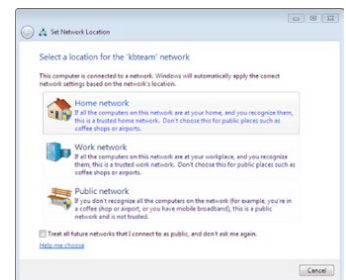 Set Network Location
Select a location for the 'kbteam' network
This computer is connected to a network. Windows will automatically apply the correct
network settings based on the network's location.
Home network
If all the computers on this network are at your home, and you recognize them,
this is a trusted home network. Don't choose this for public places such as
coffee shops or airports.
Work network
If all the computers on this network are at your workplace, and you recognize
them, this is a trusted work network. Don't choose this for public places such as
coffee shops or airports.
Public network
If you don't recognize all the computers on the network (for example, you're in
a coffee shop or airport, or you have mobile broadband), this is a public
network and is not trusted.
Treat all future networks that I connect to as public, and don't ask me again.
Help me choose
Cancel